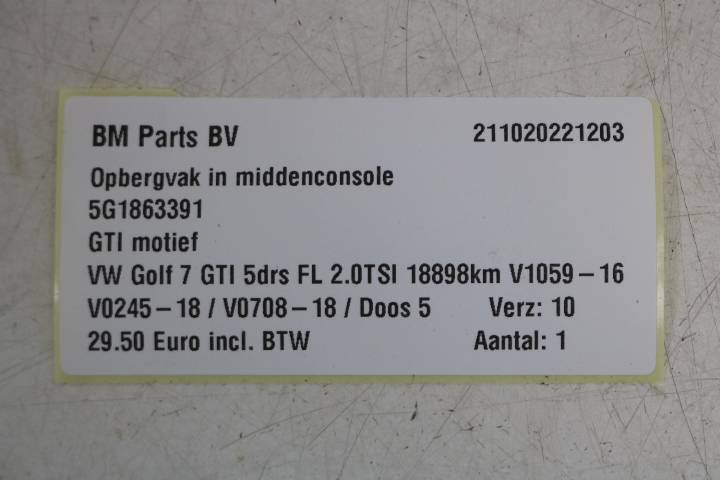 BM Parts BV 211020221203
Opbergvak in middenconsole
5G1863391
GTI motief
VW Golf 7 GTI 5drs FL 2.0TSI 18898km V1059-16
V0245-18 / V0708-18 / Doos 5 Verz: 10
29.50 Euro incl. BTW Aantal: 1